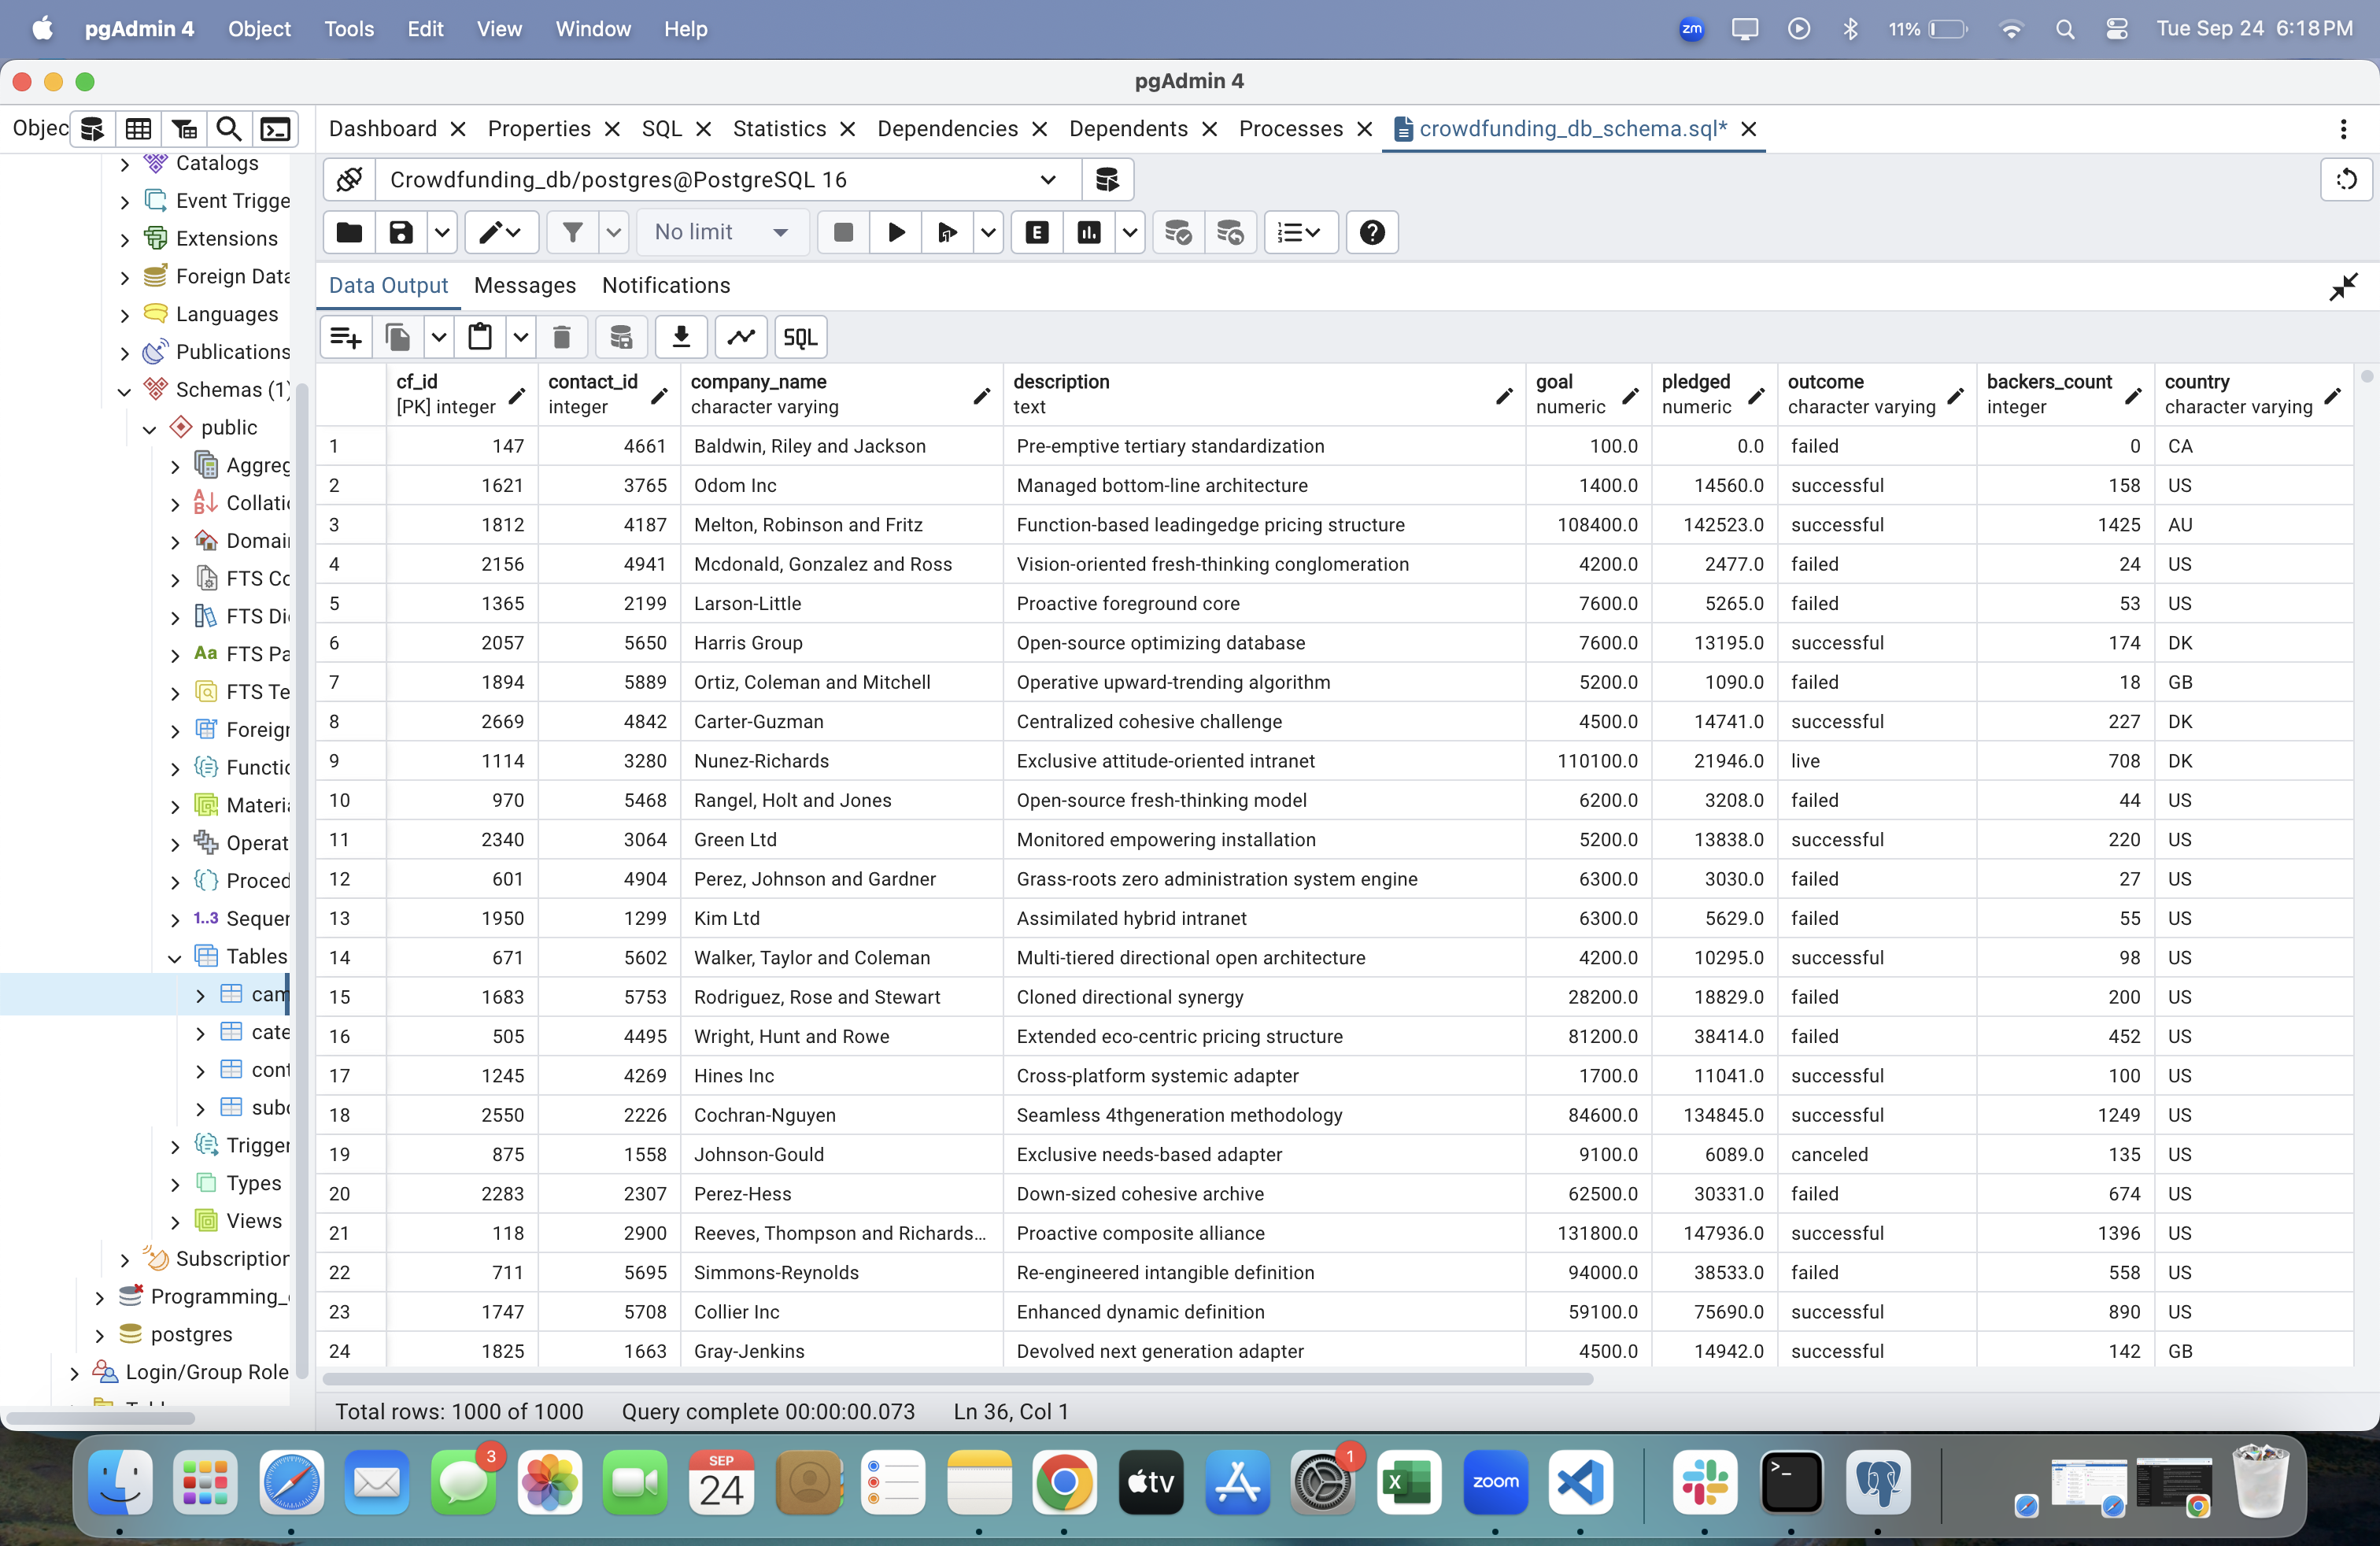 pgAdmin 4 Object Tools Edit View Window Help zm 11% Tue Sep 24 6:18 PM
pgAdmin 4
Objec Dashboard Properties SQL Statistics Dependencies Dependents Processes crowdfunding_db_schema.sql*
Crowdfunding_db/postgres@PostgreSQL 16
No limit E
Data Output Messages Notifications
SQL
Catalogs
Event Trigge
Extensions
Foreign Data
Languages
Publications
Schemas (1)
public
Aggreg
Collatic
Domair
FTS Cc
FTS Di
Aa FTS Pa
FTS Te
Foreigr
Functic
Materia
Operat
Proced
1..3 Sequer
Tables
cam
cate
cont
subc
Trigger
Types
Views
Subscription
Programming_
postgres
Login/Group Role
cf_id contact_id company_name description goal pledged outcome backers_count country
[PK] integer integer character varying text numeric numeric character varying integer character varying
1 147 4661 Baldwin, Riley and Jackson Pre-emptive tertiary standardization 100.0 0.0 failed 0 CA
2 1621 3765 Odom Inc Managed bottom-line architecture 1400.0 14560.0 successful 158 US
3 1812 4187 Melton, Robinson and Fritz Function-based leadingedge pricing structure 108400.0 142523.0 successful 1425 AU
4 2156 4941 Mcdonald, Gonzalez and Ross Vision-oriented fresh-thinking conglomeration 4200.0 2477.0 failed 24 US
5 1365 2199 Larson-Little Proactive foreground core 7600.0 5265.0 failed 53 US
6 2057 5650 Harris Group Open-source optimizing database 7600.0 13195.0 successful 174 DK
7 1894 5889 Ortiz, Coleman and Mitchell Operative upward-trending algorithm 5200.0 1090.0 failed 18 GB
8 2669 4842 Carter-Guzman Centralized cohesive challenge 4500.0 14741.0 successful 227 DK
9 1114 3280 Nunez-Richards Exclusive attitude-oriented intranet 110100.0 21946.0 live 708 DK
10 970 5468 Rangel, Holt and Jones Open-source fresh-thinking model 6200.0 3208.0 failed 44 US
11 2340 3064 Green Ltd Monitored empowering installation 5200.0 13838.0 successful 220 US
12 601 4904 Perez, Johnson and Gardner Grass-roots zero administration system engine 6300.0 3030.0 failed 27 US
13 1950 1299 Kim Ltd Assimilated hybrid intranet 6300.0 5629.0 failed 55 US
14 671 5602 Walker, Taylor and Coleman Multi-tiered directional open architecture 4200.0 10295.0 successful 98 US
15 1683 5753 Rodriguez, Rose and Stewart Cloned directional synergy 28200.0 18829.0 failed 200 US
16 505 4495 Wright, Hunt and Rowe Extended eco-centric pricing structure 81200.0 38414.0 failed 452 US
17 1245 4269 Hines Inc Cross-platform systemic adapter 1700.0 11041.0 successful 100 US
18 2550 2226 Cochran-Nguyen Seamless 4thgeneration methodology 84600.0 134845.0 successful 1249 US
19 875 1558 Johnson-Gould Exclusive needs-based adapter 9100.0 6089.0 canceled 135 US
20 2283 2307 Perez-Hess Down-sized cohesive archive 62500.0 30331.0 failed 674 US
21 118 2900 Reeves, Thompson and Richards... Proactive composite alliance 131800.0 147936.0 successful 1396 US
22 711 5695 Simmons-Reynolds Re-engineered intangible definition 94000.0 38533.0 failed 558 US
23 1747 5708 Collier Inc Enhanced dynamic definition 59100.0 75690.0 successful 890 US
24 1825 1663 Gray-Jenkins Devolved next generation adapter 4500.0 14942.0 successful 142 GB
Total rows: 1000 of 1000 Query complete 00:00:00.073 Ln 36, Col 1
3 SEP 24 tv 1 X zoom >_